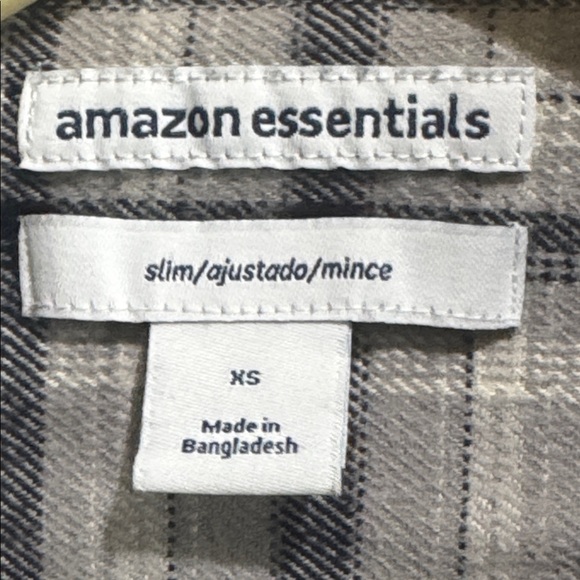 amazon essentials
slim/ajustado/mince
XS
Made in
Bangladesh